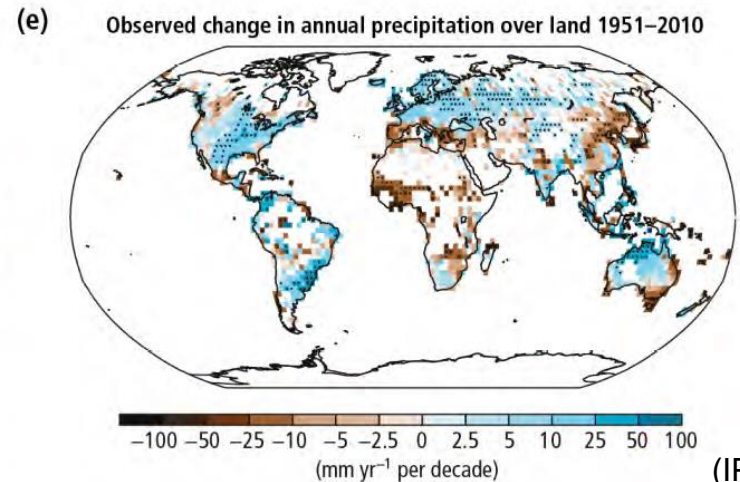 (e) Observed change in annual precipitation over land 1951–2010
−100 −50 −25 −10 −5 −2.5 0 2.5 5 10 25 50 100
(mm yr⁻¹ per decade)